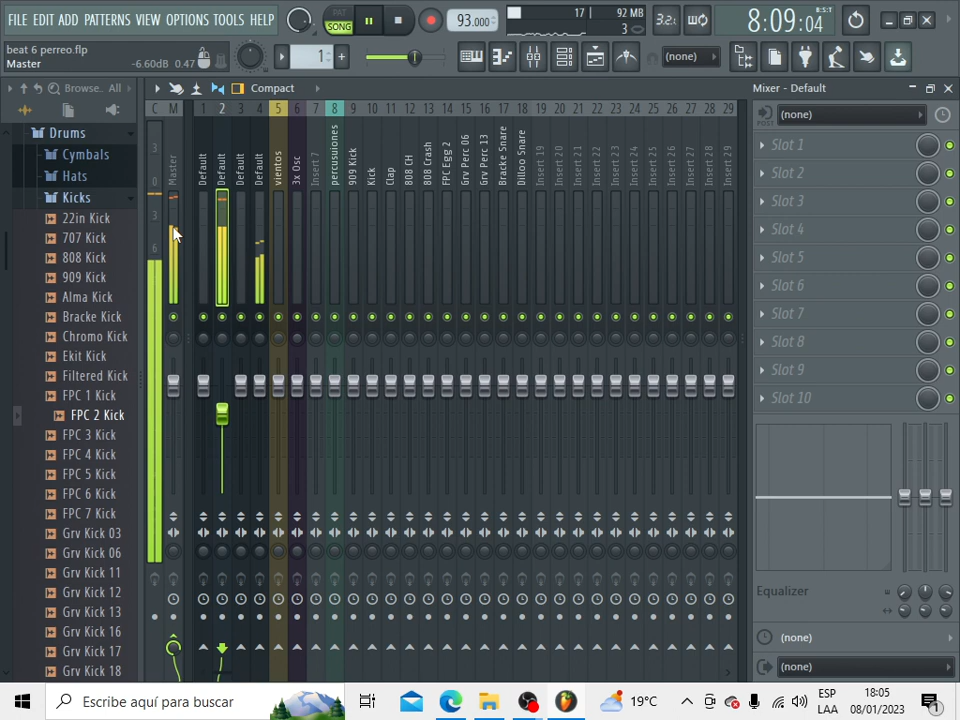 FILE EDIT ADD PATTERNS VIEW OPTIONS TOOLS HELP
PAT
SONG
93.000
17
92 MB
3
3.2.1
8:09:04
B:S:T
beat 6 perreo.flp
Master
-6.60dB 0.47
1
(none)
Browse.. All
Compact
Mixer - Default
Drums
Cymbals
Hats
Kicks
22in Kick
707 Kick
808 Kick
909 Kick
Alma Kick
Bracke Kick
Chromo Kick
Ekit Kick
Filtered Kick
FPC 1 Kick
FPC 2 Kick
FPC 3 Kick
FPC 4 Kick
FPC 5 Kick
FPC 6 Kick
FPC 7 Kick
Grv Kick 03
Grv Kick 06
Grv Kick 11
Grv Kick 12
Grv Kick 13
Grv Kick 16
Grv Kick 17
Grv Kick 18
C M 1 2 3 4 5 6 7 8 9 10 11 12 13 14 15 16 17 18 19 20 21 22 23 24 25 26 27 28 29
3
0
3
6
Master
Default
Default
Default
Default
vientos
3x Osc
Insert 7
percusuiones
909 Kick
Kick
Clap
808 CH
808 Crash
FPC Egg 2
Grv Perc 06
Grv Perc 13
Bracke Snare
Dilloo Snare
Insert 19
Insert 20
Insert 21
Insert 22
Insert 23
Insert 24
Insert 25
Insert 26
Insert 27
Insert 28
Insert 29
POST
(none)
Slot 1
Slot 2
Slot 3
Slot 4
Slot 5
Slot 6
Slot 7
Slot 8
Slot 9
Slot 10
Equalizer
(none)
(none)
Escribe aquí para buscar
19°C
ESP
LAA
18:05
08/01/2023
1